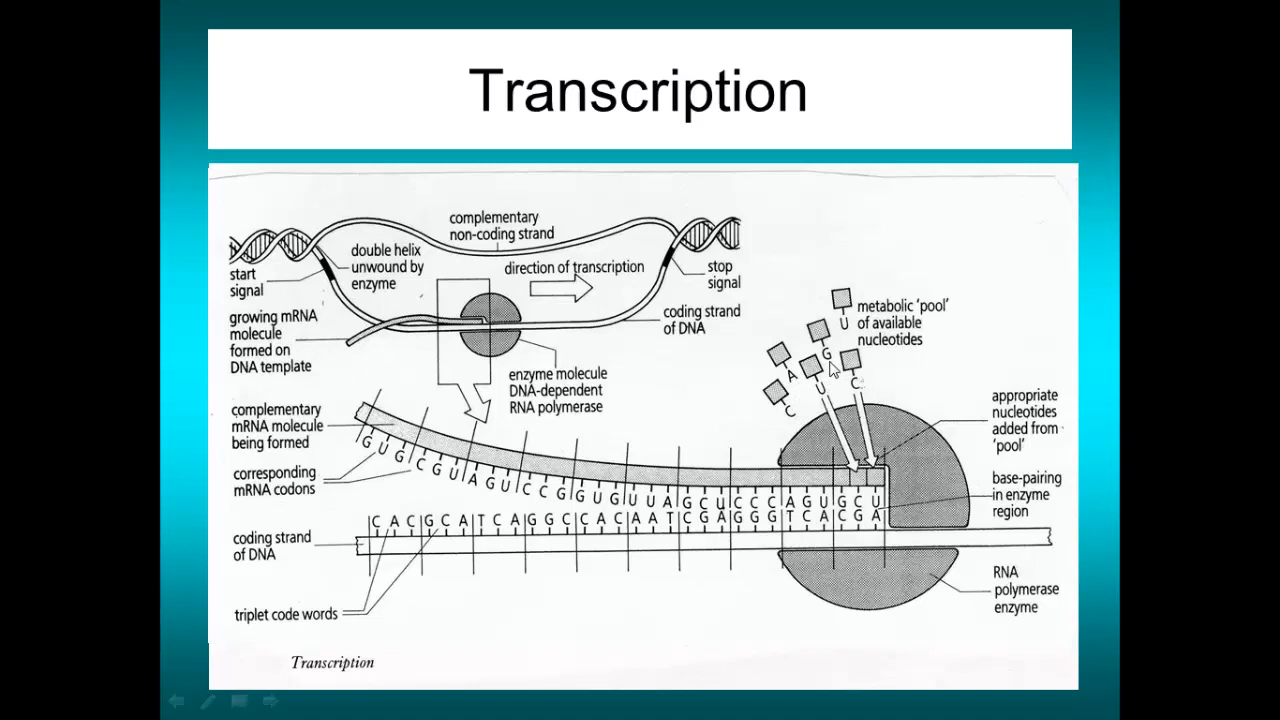 Transcription
complementary
non-coding strand
double helix
unwound by
enzyme
direction of transcription
start
signal
stop
signal
growing mRNA
molecule
formed on
DNA template
coding strand
of DNA
enzyme molecule
DNA-dependent
RNA polymerase
metabolic 'pool'
of available
nucleotides
U
G
A
U
C
C
complementary
mRNA molecule
being formed
corresponding
mRNA codons
appropriate
nucleotides
added from
'pool'
base-pairing
in enzyme
region
G U G C G U A G U C C G G U G U U A G C U C C C A G U G C U
C A C G C A T C A G G C C A C A A T C G A G G G T C A C G A
coding strand
of DNA
triplet code words
RNA
polymerase
enzyme
Transcription